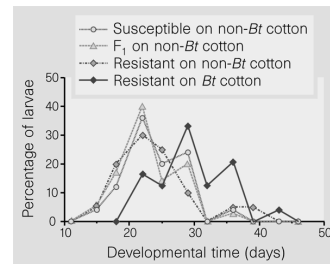 Susceptible on non-Bt cotton
F1 on non-Bt cotton
Resistant on non-Bt cotton
Resistant on Bt cotton
50
40
30
20
10
0
Percentage of larvae
10 20 30 40 50
Developmental time (days)